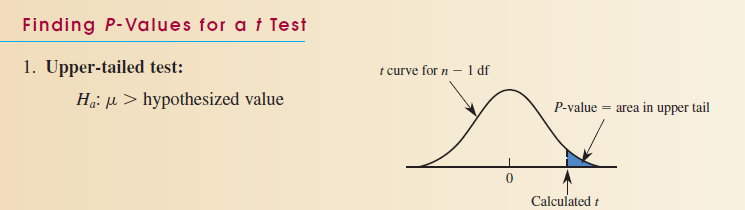 Finding P-Values for a t Test
1. Upper-tailed test:
Hₐ: μ > hypothesized value
t curve for n − 1 df
P-value = area in upper tail
0
Calculated t